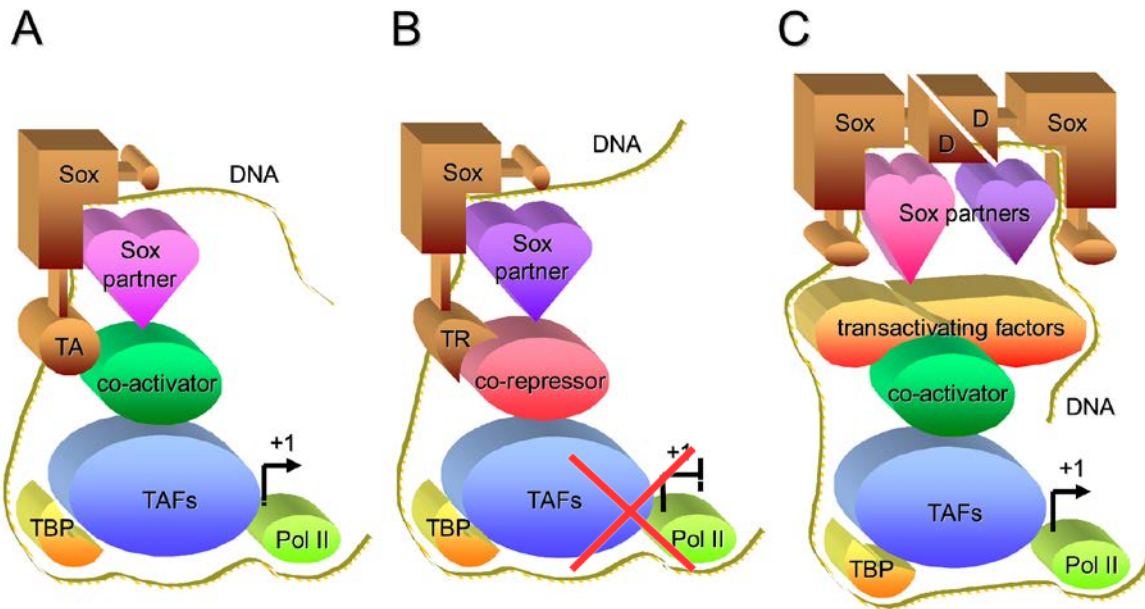 A
Sox
DNA
Sox
partner
TA
co-activator
+1
TAFs
TBP
Pol II
B
Sox
DNA
Sox
partner
TR
co-repressor
+1
TAFs
TBP
Pol II
C
Sox
D
D
Sox
Sox partners
transactivating factors
co-activator
DNA
+1
TAFs
TBP
Pol II